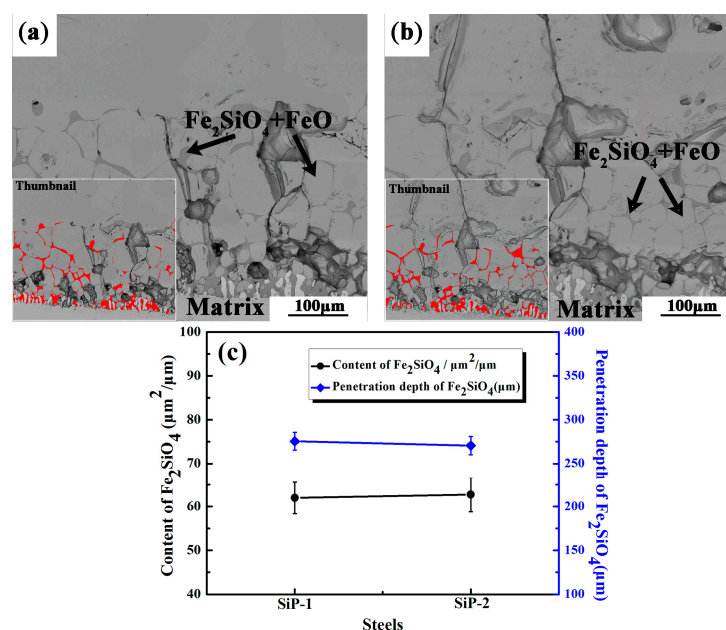 (a)
Fe₂SiO₄+FeO
Thumbnail
Matrix
100μm
(b)
Fe₂SiO₄+FeO
Thumbnail
Matrix
100μm
(c)
Content of Fe₂SiO₄ / μm²/μm
Penetration depth of Fe₂SiO₄(μm)
Content of Fe₂SiO₄ (μm²/μm)
100
90
80
70
60
50
40
Penetration depth of Fe₂SiO₄(μm)
400
350
300
250
200
150
100
SiP-1
SiP-2
Steels